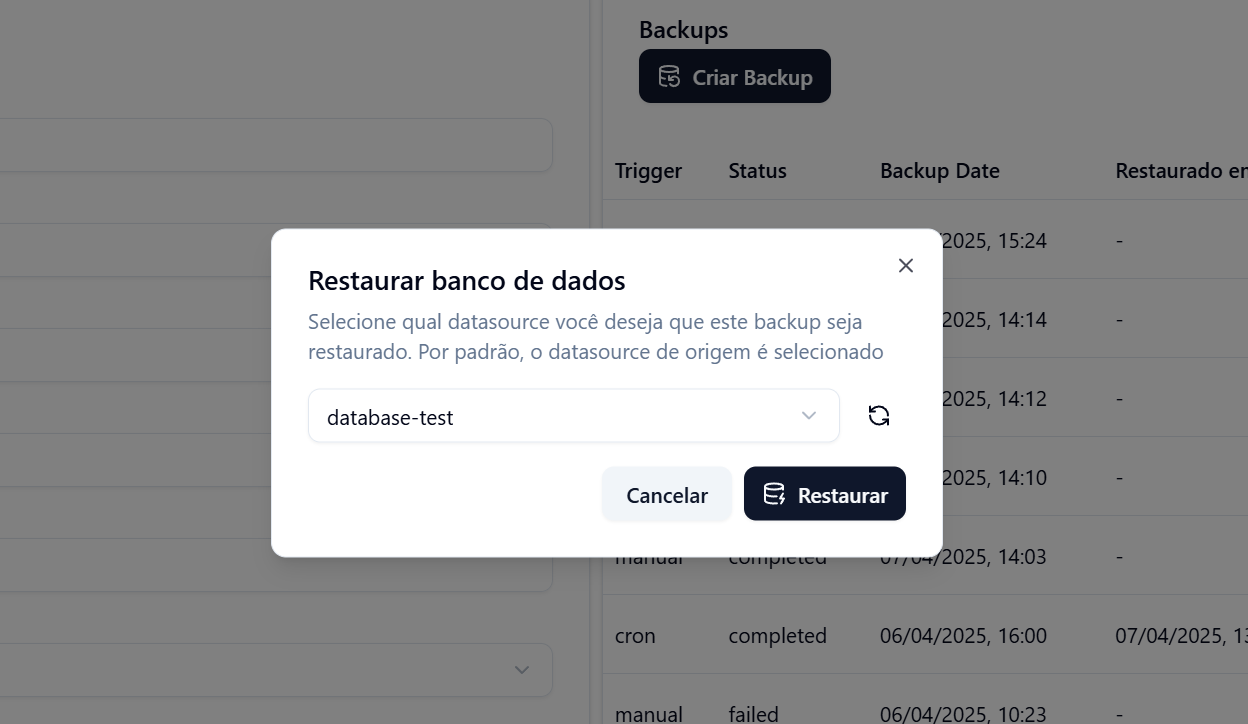 Backups
Criar Backup
Trigger Status Backup Date Restaurado
2025, 15:24 -
Restaurar banco de dados
Selecione qual datasource você deseja que este backup seja
restaurado. Por padrão, o datasource de origem é selecionado
database-test
Cancelar Restaurar
2025, 14:14 -
2025, 14:12 -
2025, 14:10 -
manual completed 07/04/2025, 14:03 -
cron completed 06/04/2025, 16:00 07/04/2025,
manual failed 06/04/2025, 10:23 -